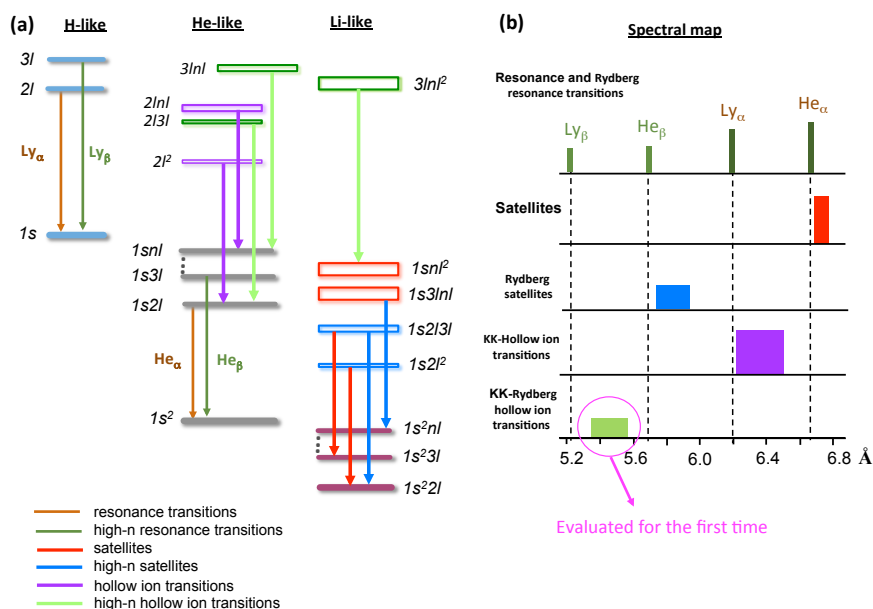 (a)
H-like
He-like
Li-like
3l
2l
Lyα
Lyβ
1s
3lnl
2lnl
2l3l
2l²
1snl
1s3l
1s2l
Heα
Heβ
1s²
3lnl²
1snl²
1s3lnl
1s2l3l
1s2l²
1s²nl
1s²3l
1s²2l
resonance transitions
high-n resonance transitions
satellites
high-n satellites
hollow ion transitions
high-n hollow ion transitions
(b)
Spectral map
Resonance and Rydberg
resonance transitions
Lyβ
Heβ
Lyα
Heα
Satellites
Rydberg
satellites
KK-Hollow ion
transitions
KK-Rydberg
hollow ion
transitions
5.2 5.6 6.0 6.4 6.8 Å
Evaluated for the first time